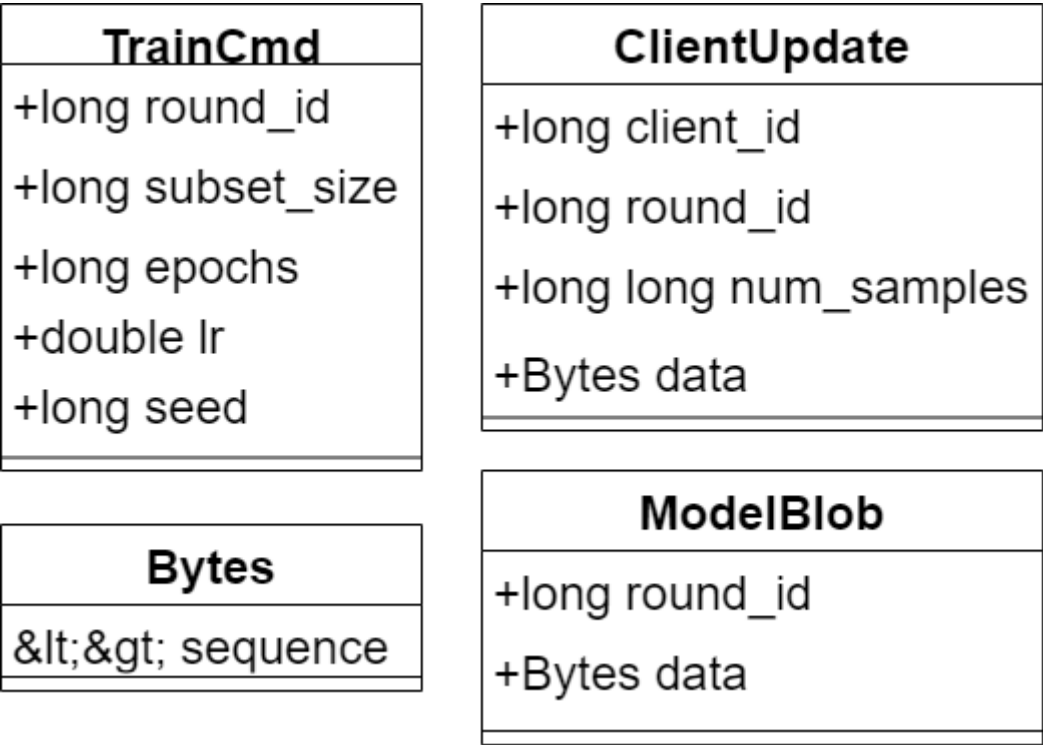 TrainCmd
+long round_id
+long subset_size
+long epochs
+double lr
+long seed
Bytes
&lt;&gt; sequence
ClientUpdate
+long client_id
+long round_id
+long long num_samples
+Bytes data
ModelBlob
+long round_id
+Bytes data